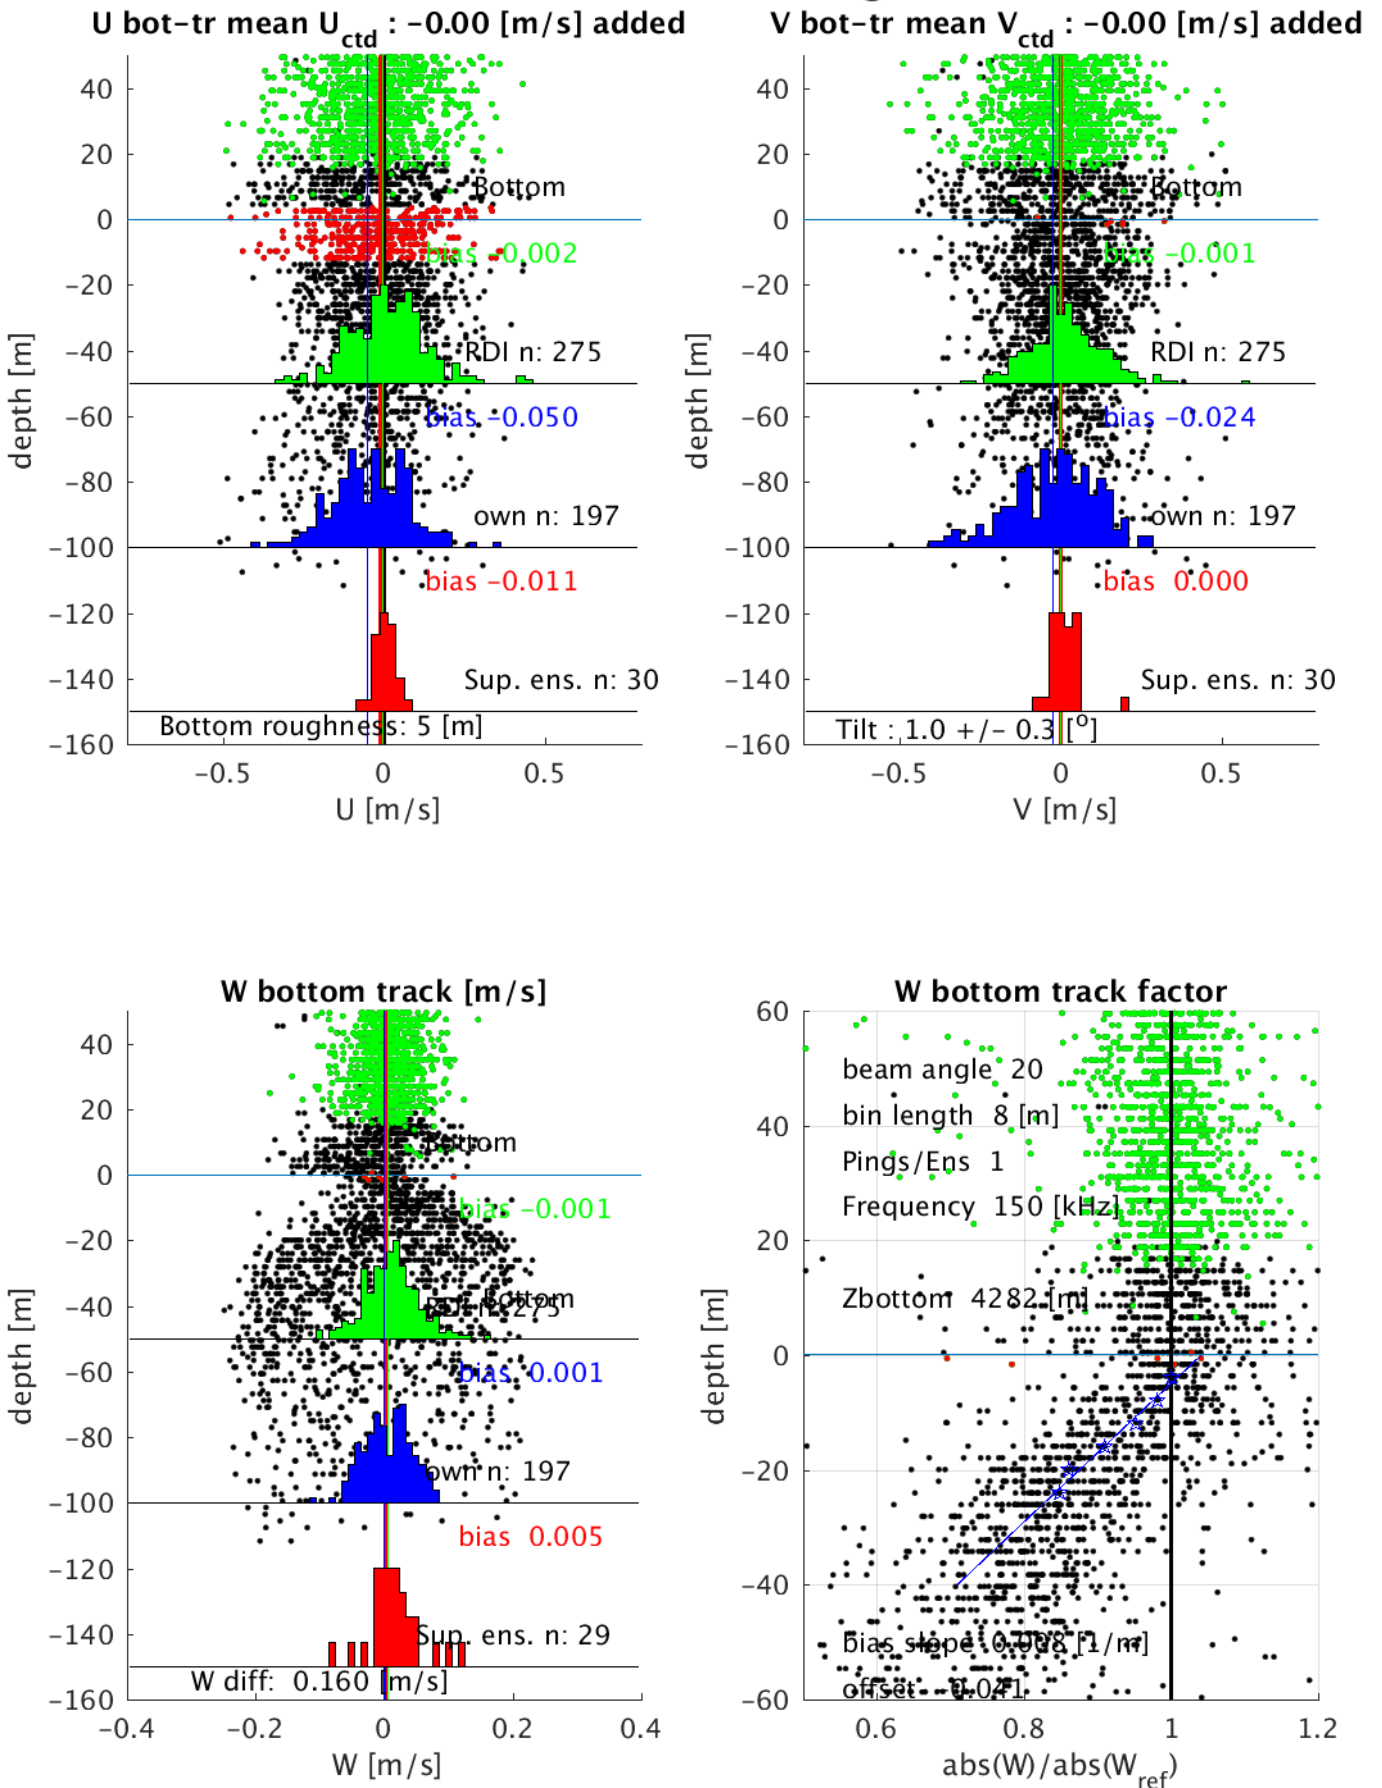 U bot-tr mean U_ctd : -0.00 [m/s] added
40
20
0
-20
-40
-60
-80
-100
-120
-140
-160
depth [m]
Bottom
bias -0.002
RDI n: 275
bias -0.050
own n: 197
bias -0.011
Sup. ens. n: 30
Bottom roughness: 5 [m]
-0.5 0 0.5
U [m/s]
V bot-tr mean V_ctd : -0.00 [m/s] added
40
20
0
-20
-40
-60
-80
-100
-120
-140
-160
depth [m]
Bottom
bias -0.001
RDI n: 275
bias -0.024
own n: 197
bias 0.000
Sup. ens. n: 30
Tilt : 1.0 +/- 0.3 [°]
-0.5 0 0.5
V [m/s]
W bottom track [m/s]
40
20
0
-20
-40
-60
-80
-100
-120
-140
-160
depth [m]
Bottom
bias -0.001
Bottom
RDI n: 275
bias 0.001
own n: 197
bias 0.005
Sup. ens. n: 29
W diff: 0.160 [m/s]
-0.4 -0.2 0 0.2 0.4
W [m/s]
W bottom track factor
60
40
20
0
-20
-40
-60
depth [m]
beam angle 20
bin length 8 [m]
Pings/Ens 1
Frequency 150 [kHz]
Zbottom 4282 [m]
bias slope 0.008 [1/m]
offset -0.041
0.6 0.8 1 1.2
abs(W)/abs(W_ref)